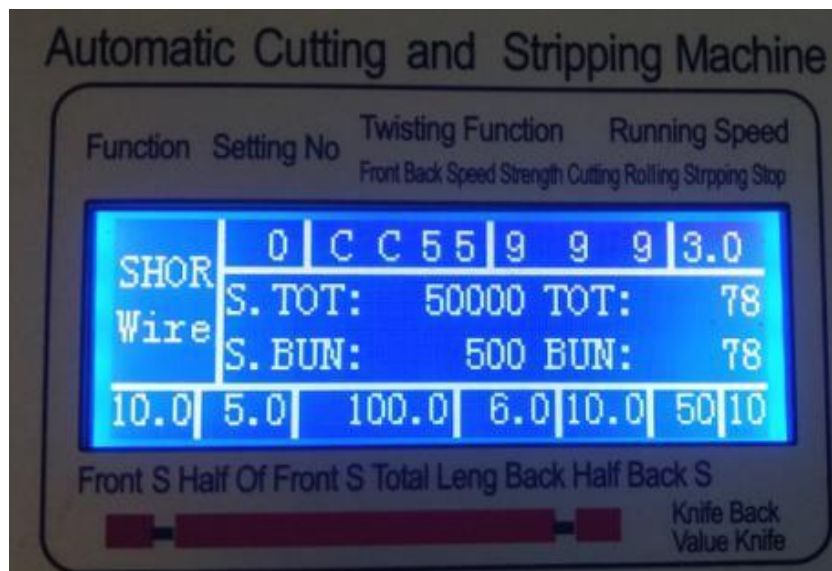 Automatic Cutting and Stripping Machine
Function Setting No Twisting Function Running Speed
Front Back Speed Strength Cutting Rolling Strpping Stop
SHOR 0 C C 5 5 9 9 9 3.0
Wire S.TOT: 50000 TOT: 78
S.BUN: 500 BUN: 78
10.0 5.0 100.0 6.0 10.0 50 10
Front S Half Of Front S Total Leng Back Half Back S
Knife Back
Value Knife